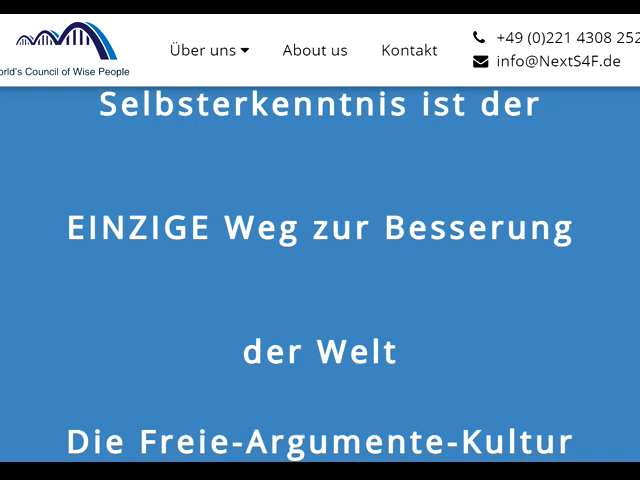 Über uns
About us
Kontakt
+49 (0)221 4308 252
info@NextS4F.de
Council of Wise People
Selbsterkenntnis ist der
EINZIGE Weg zur Besserung
der Welt
Die Freie-Argumente-Kultur